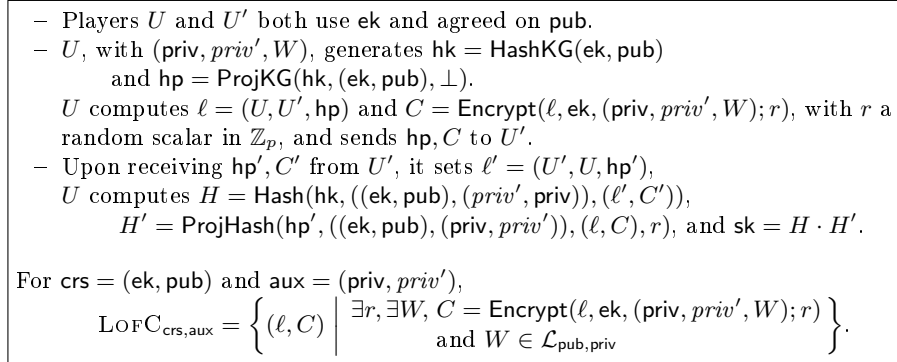 – Players U and U′ both use ek and agreed on pub.
– U, with (priv, priv′, W), generates hk = HashKG(ek, pub)
and hp = ProjKG(hk, (ek, pub), ⊥).
U computes ℓ = (U, U′, hp) and C = Encrypt(ℓ, ek, (priv, priv′, W); r), with r a
random scalar in ℤp, and sends hp, C to U′.
– Upon receiving hp′, C′ from U′, it sets ℓ′ = (U′, U, hp′),
U computes H = Hash(hk, ((ek, pub), (priv′, priv)), (ℓ′, C′)),
H′ = ProjHash(hp′, ((ek, pub), (priv, priv′)), (ℓ, C), r), and sk = H · H′.
For crs = (ek, pub) and aux = (priv, priv′),
LOFC_{crs,aux} = { (ℓ, C) | ∃r, ∃W, C = Encrypt(ℓ, ek, (priv, priv′, W); r)
and W ∈ 𝓛_{pub,priv} }.